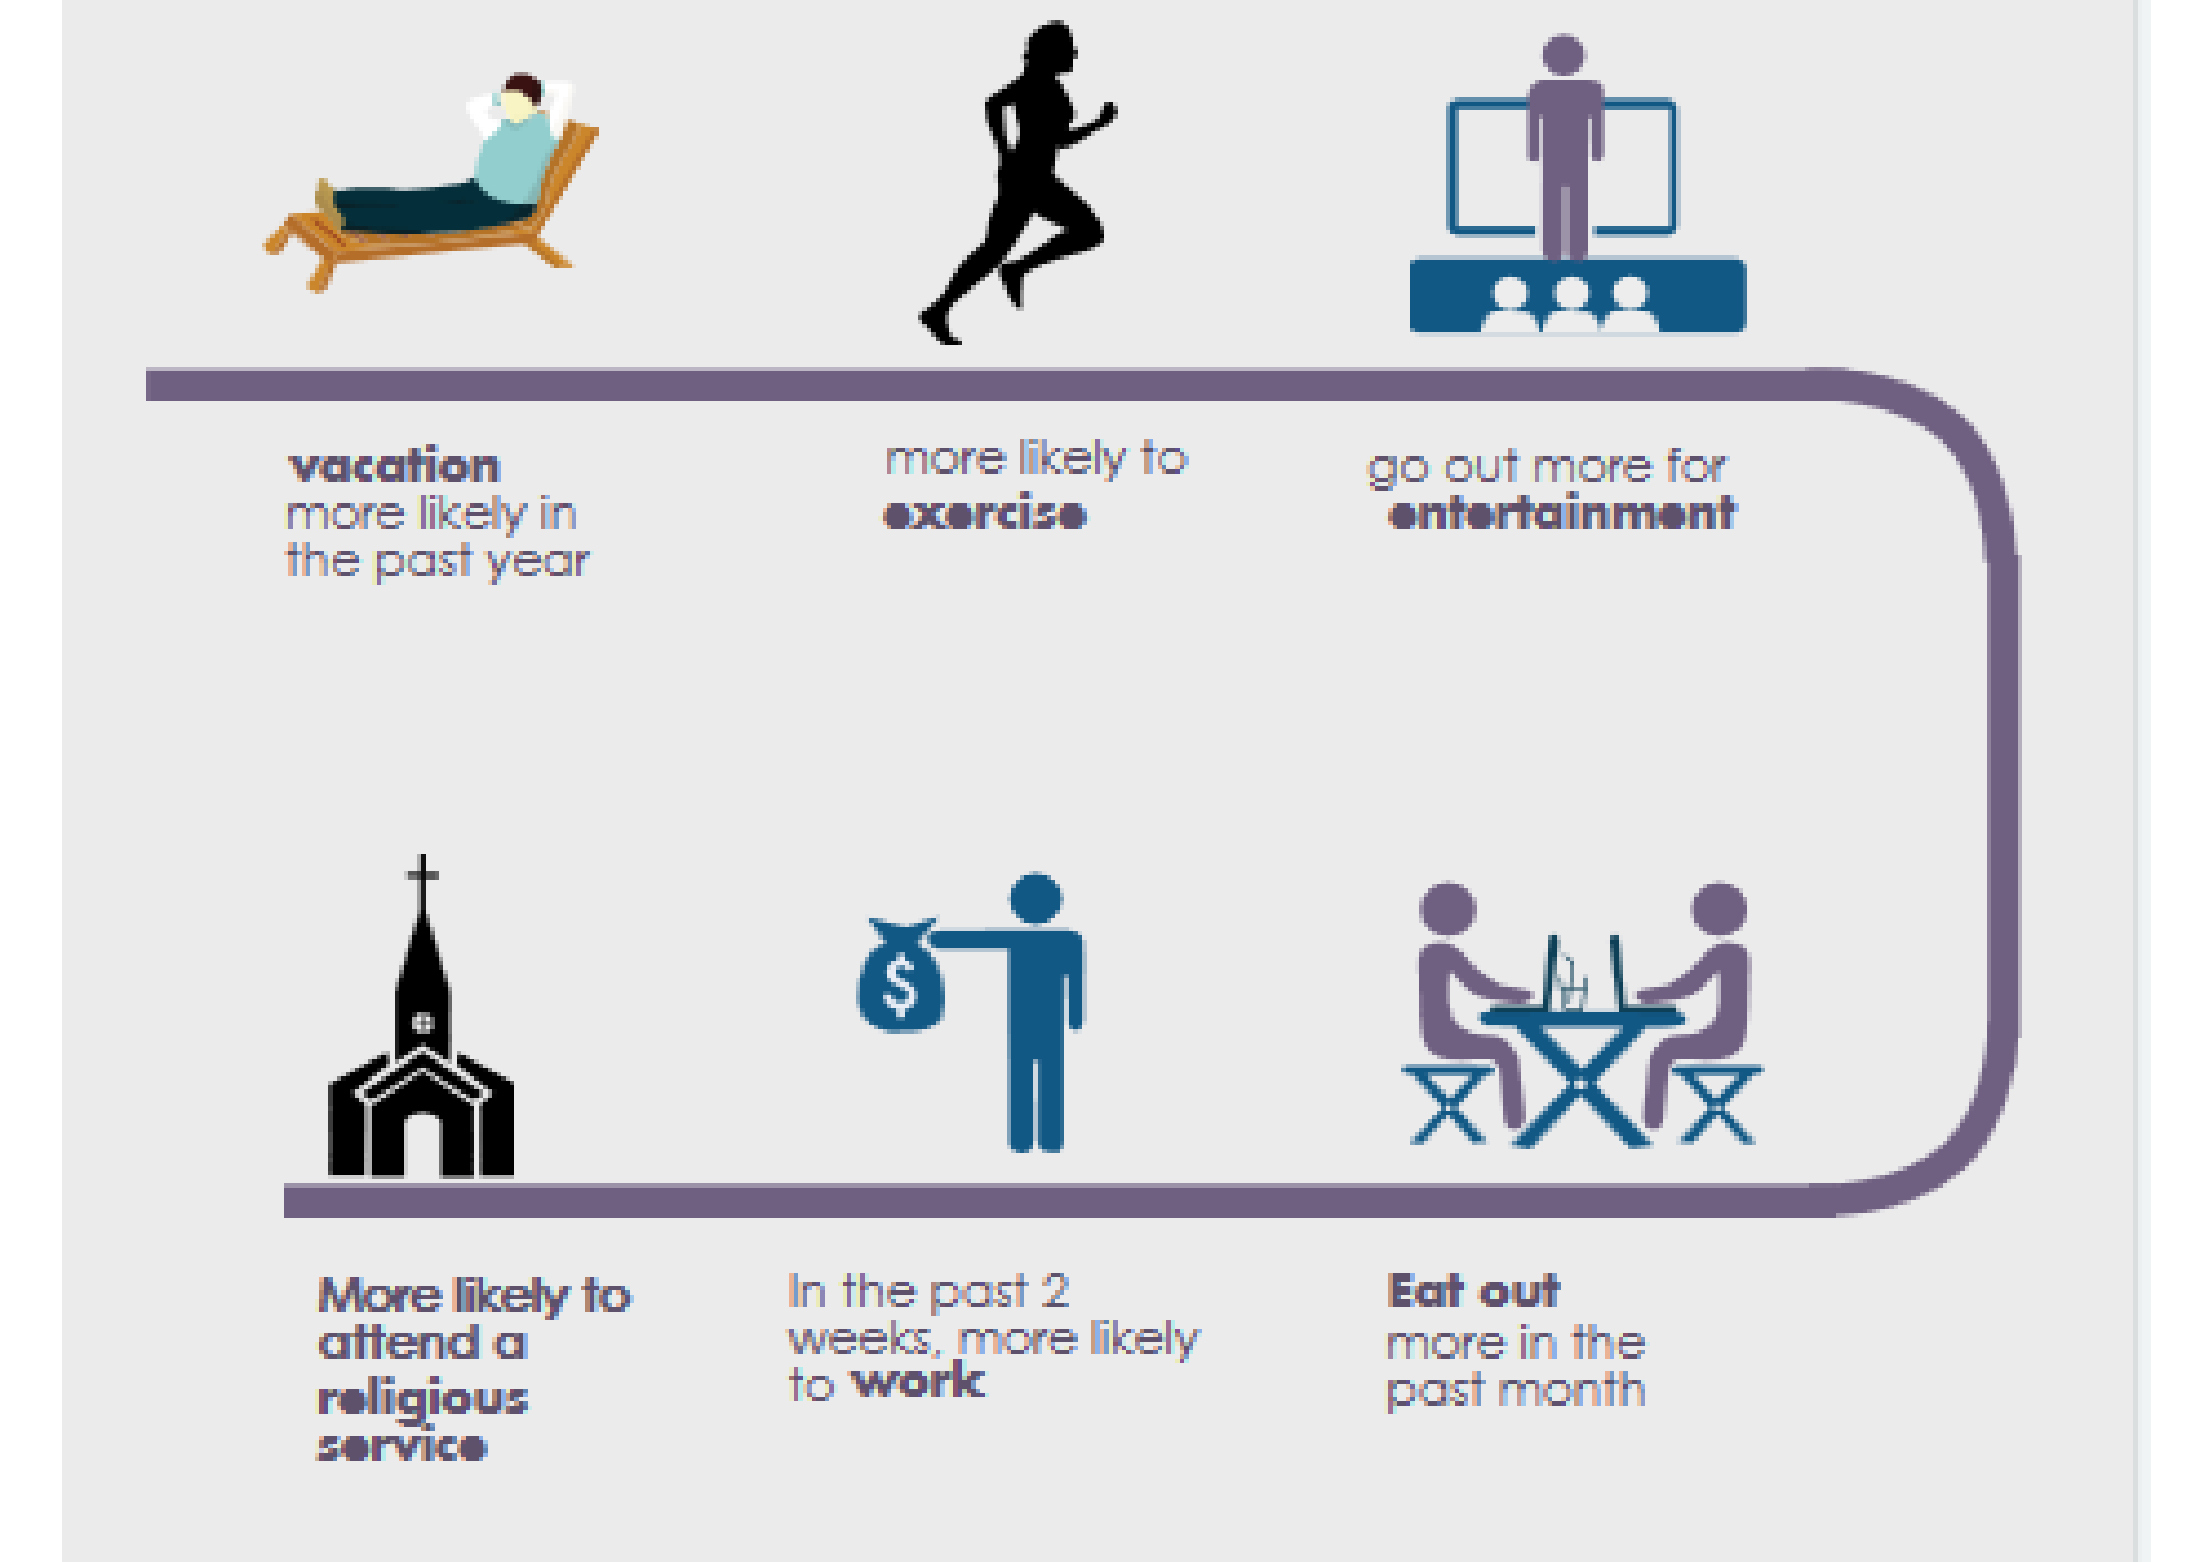 vacation
more likely in
the past year
more likely to
exercise
go out more for
entertainment
$
More likely to
attend a
religious
service
In the past 2
weeks, more likely
to work
Eat out
more in the
past month